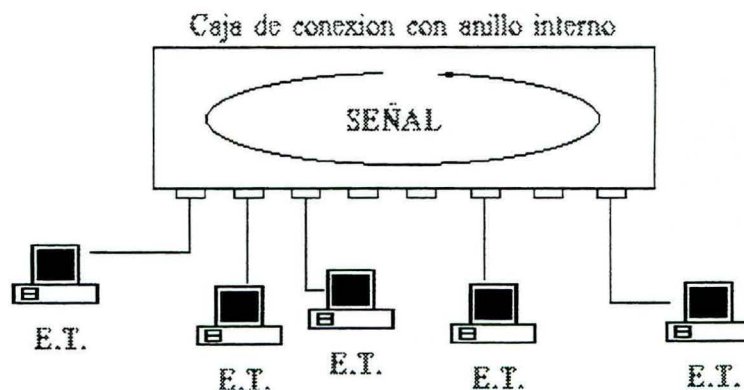 Caja de conexion con anillo interno
SEÑAL
E.T.
E.T.
E.T.
E.T.
E.T.